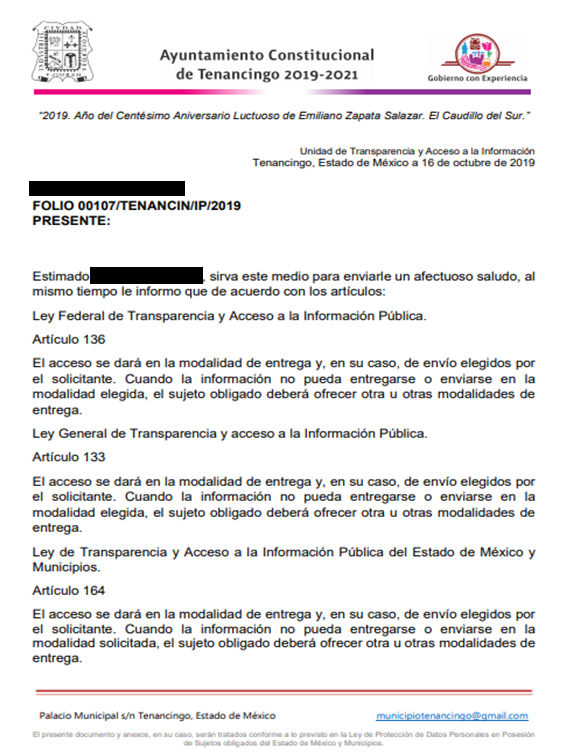 CIUDAD
Ayuntamiento Constitucional
de Tenancingo 2019-2021
Gobierno con Experiencia
“2019. Año del Centésimo Aniversario Luctuoso de Emiliano Zapata Salazar. El Caudillo del Sur.”
Unidad de Transparencia y Acceso a la Información
Tenancingo, Estado de México a 16 de octubre de 2019
FOLIO 00107/TENANCIN/IP/2019
PRESENTE:
Estimado , sirva este medio para enviarle un afectuoso saludo, al
mismo tiempo le informo que de acuerdo con los artículos:
Ley Federal de Transparencia y Acceso a la Información Pública.
Artículo 136
El acceso se dará en la modalidad de entrega y, en su caso, de envío elegidos por
el solicitante. Cuando la información no pueda entregarse o enviarse en la
modalidad elegida, el sujeto obligado deberá ofrecer otra u otras modalidades de
entrega.
Ley General de Transparencia y acceso a la Información Pública.
Artículo 133
El acceso se dará en la modalidad de entrega y, en su caso, de envío elegidos por
el solicitante. Cuando la información no pueda entregarse o enviarse en la
modalidad elegida, el sujeto obligado deberá ofrecer otra u otras modalidades de
entrega.
Ley de Transparencia y Acceso a la Información Pública del Estado de México y
Municipios.
Artículo 164
El acceso se dará en la modalidad de entrega y, en su caso, de envío elegidos por
el solicitante. Cuando la información no pueda entregarse o enviarse en la
modalidad solicitada, el sujeto obligado deberá ofrecer otra u otras modalidades de
entrega.
Palacio Municipal s/n Tenancingo, Estado de México
municipiotenancingo@gmail.com
El presente documento y anexos, en su caso, serán tratados conforme a lo previsto en la Ley de Protección de Datos Personales en Posesión
de Sujetos obligados del Estado de México y Municipios.